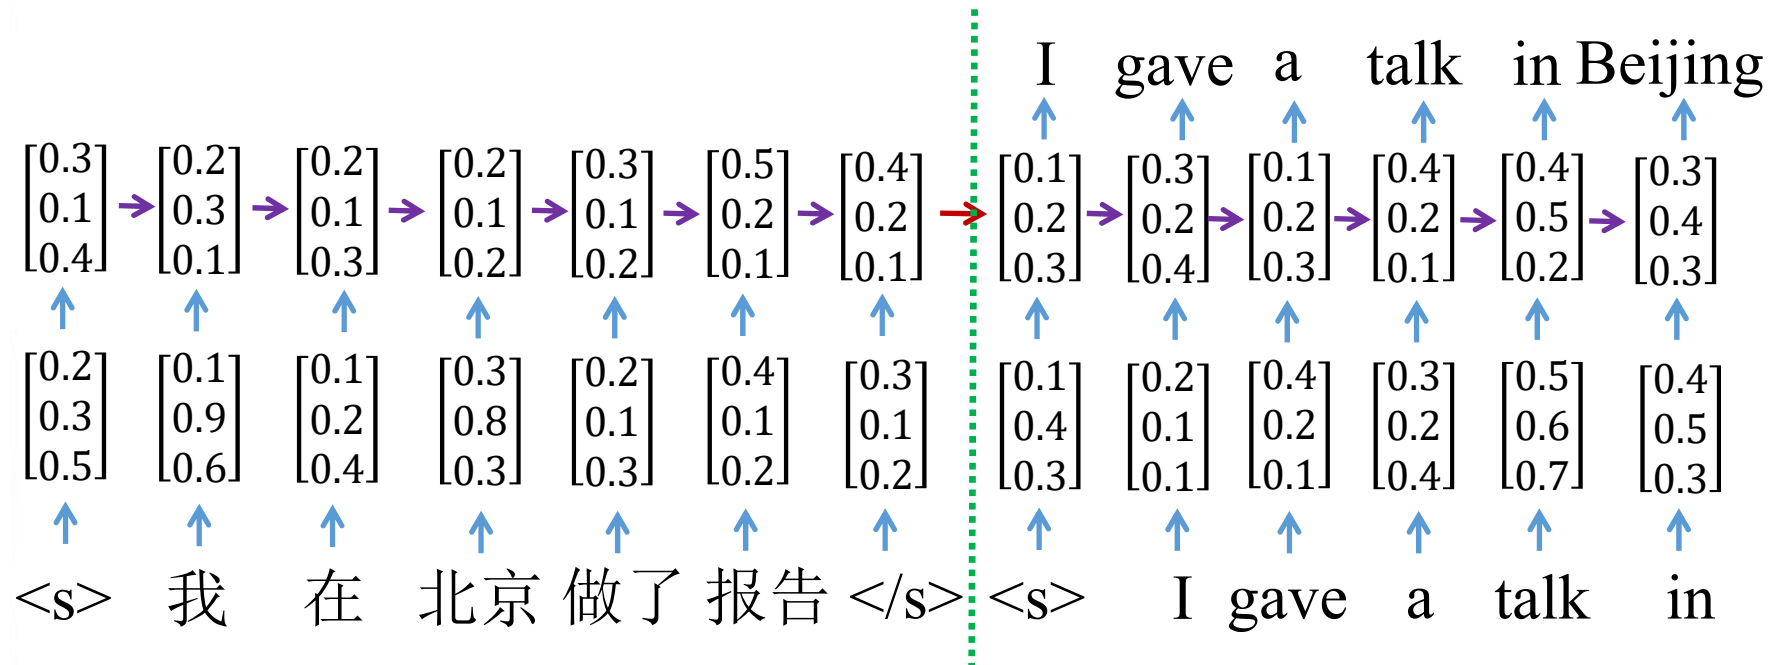 I gave a talk in Beijing
[0.3 0.1 0.4] [0.2 0.3 0.1] [0.2 0.1 0.3] [0.2 0.1 0.2] [0.3 0.1 0.2] [0.5 0.2 0.1] [0.4 0.2 0.1] [0.1 0.2 0.3] [0.3 0.2 0.4] [0.1 0.2 0.3] [0.4 0.2 0.1] [0.4 0.5 0.2] [0.3 0.4 0.3]
[0.2 0.3 0.5] [0.1 0.9 0.6] [0.1 0.2 0.4] [0.3 0.8 0.3] [0.2 0.1 0.3] [0.4 0.1 0.2] [0.3 0.1 0.2] [0.1 0.4 0.3] [0.2 0.1 0.1] [0.4 0.2 0.1] [0.3 0.2 0.4] [0.5 0.6 0.7] [0.4 0.5 0.3]
<s> 我 在 北京 做了 报告 </s> <s> I gave a talk in